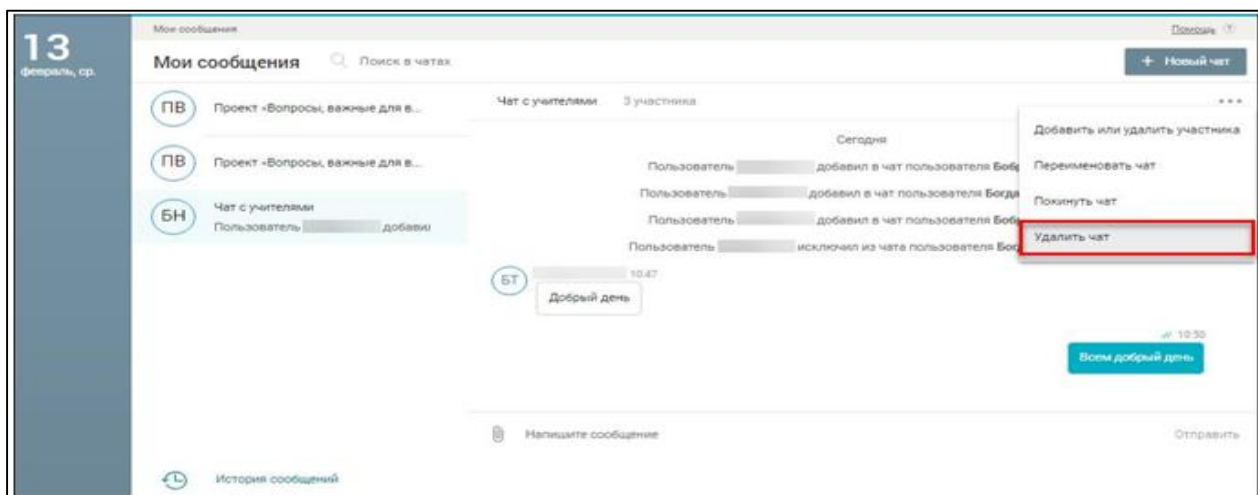 13
февраль, ср.
Мои сообщения
Помощь
Мои сообщения
Поиск в чатах
+ Новый чат
ПВ
Проект «Вопросы, важные для в...
ПВ
Проект «Вопросы, важные для в...
БН
Чат с учителями
Пользователь добавил
История сообщений
Чат с учителями
3 участника
Сегодня
Пользователь добавил в чат пользователя
Пользователь добавил в чат пользователя
Пользователь добавил в чат пользователя
Пользователь исключил из чата пользователя
БТ
10:47
Добрый день
10:50
Всем добрый день
Напишите сообщение
Отправить
Добавить или удалить участника
Переименовать чат
Покинуть чат
Удалить чат